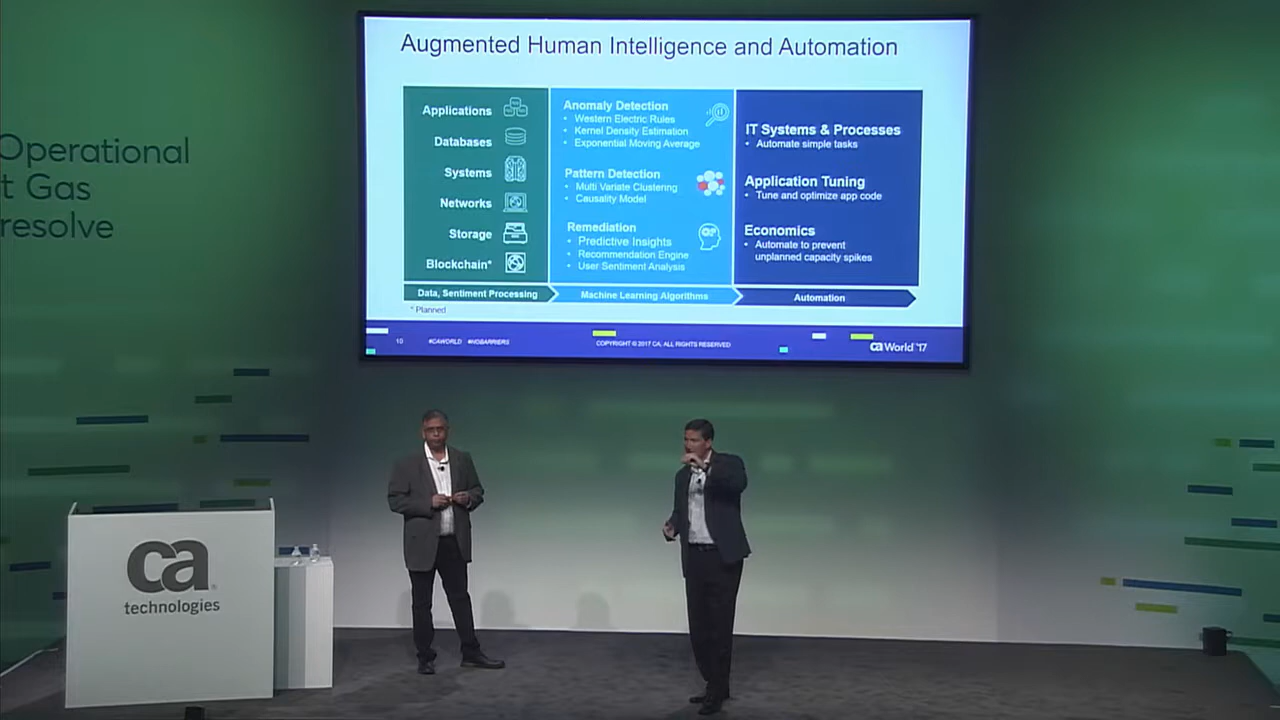 Augmented Human Intelligence and Automation
Applications
Databases
Systems
Networks
Storage
Blockchain*
Data, Sentiment Processing
* Planned
Anomaly Detection
• Western Electric Rules
• Kernel Density Estimation
• Exponential Moving Average
Pattern Detection
• Multi Variate Clustering
• Causality Model
Remediation
• Predictive Insights
• Recommendation Engine
• User Sentiment Analysis
Machine Learning Algorithms
IT Systems & Processes
• Automate simple tasks
Application Tuning
• Tune and optimize app code
Economics
• Automate to prevent
unplanned capacity spikes
Automation
10 #CAWORLD #NOBARRIERS
COPYRIGHT © 2017 CA, ALL RIGHTS RESERVED
ca World '17
Operational
t Gas
resolve
ca
technologies